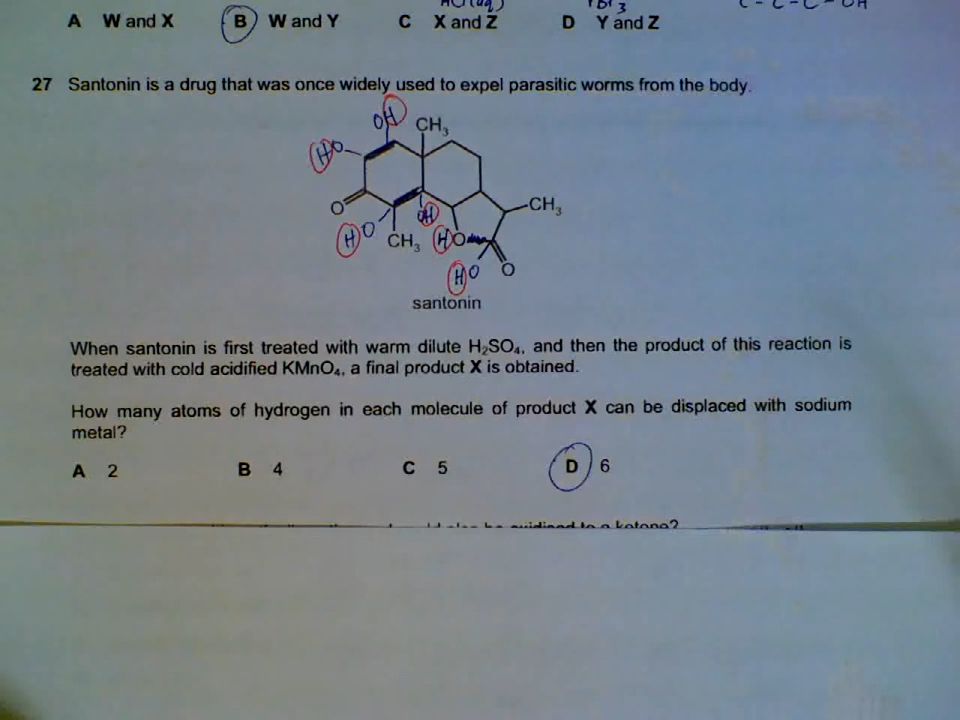 A W and X B W and Y C X and Z D Y and Z
27 Santonin is a drug that was once widely used to expel parasitic worms from the body.
OH CH₃
HO
O OH CH₃
HO CH₃ HO
HO O
santonin
When santonin is first treated with warm dilute H₂SO₄, and then the product of this reaction is
treated with cold acidified KMnO₄, a final product X is obtained.
How many atoms of hydrogen in each molecule of product X can be displaced with sodium
metal?
A 2 B 4 C 5 D 6